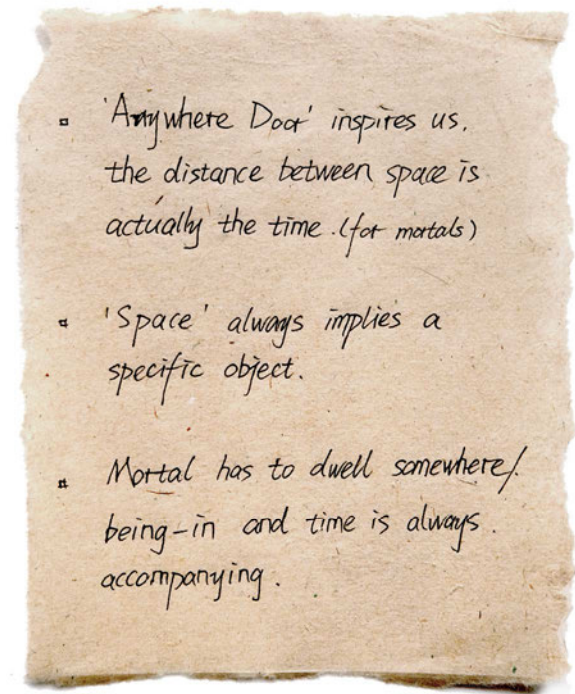 'Anywhere Door' inspires us.
the distance between space is
actually the time. (for mortals)
'Space' always implies a
specific object.
Mortal has to dwell somewhere/.
being-in and time is always.
accompanying.